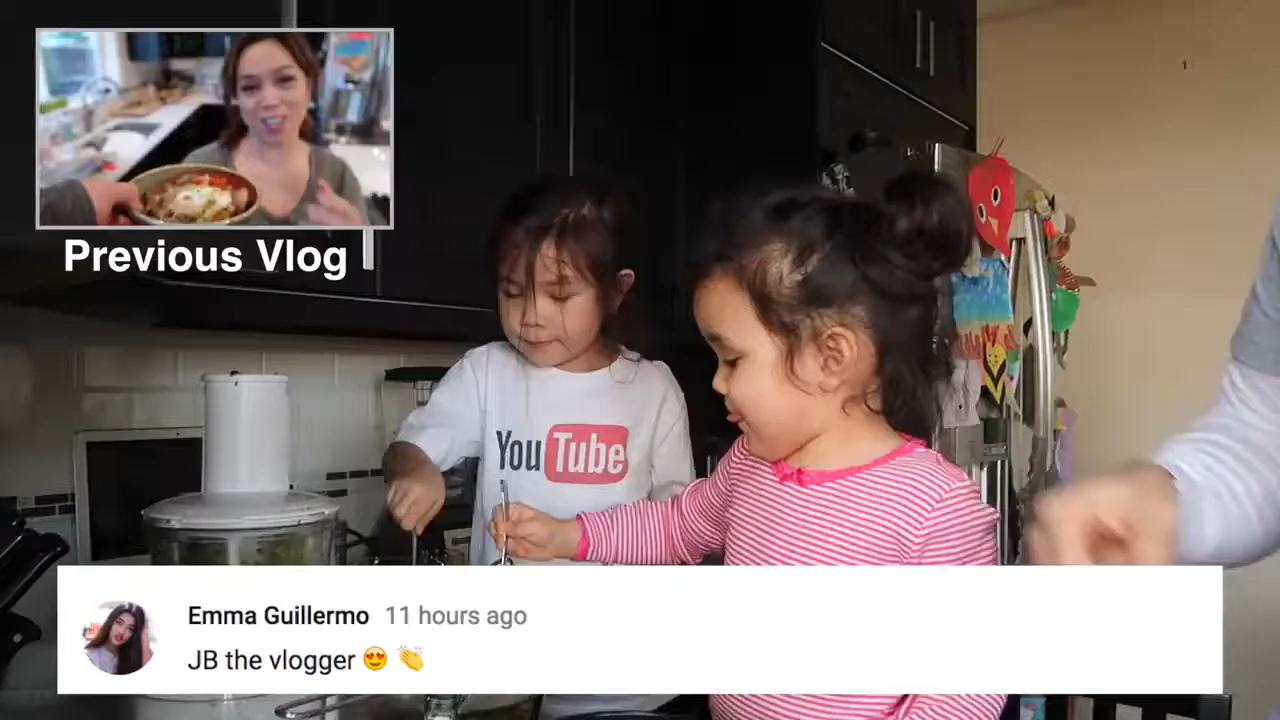 Previous Vlog
YouTube
Emma Guillermo 11 hours ago
JB the vlogger 😍 👏